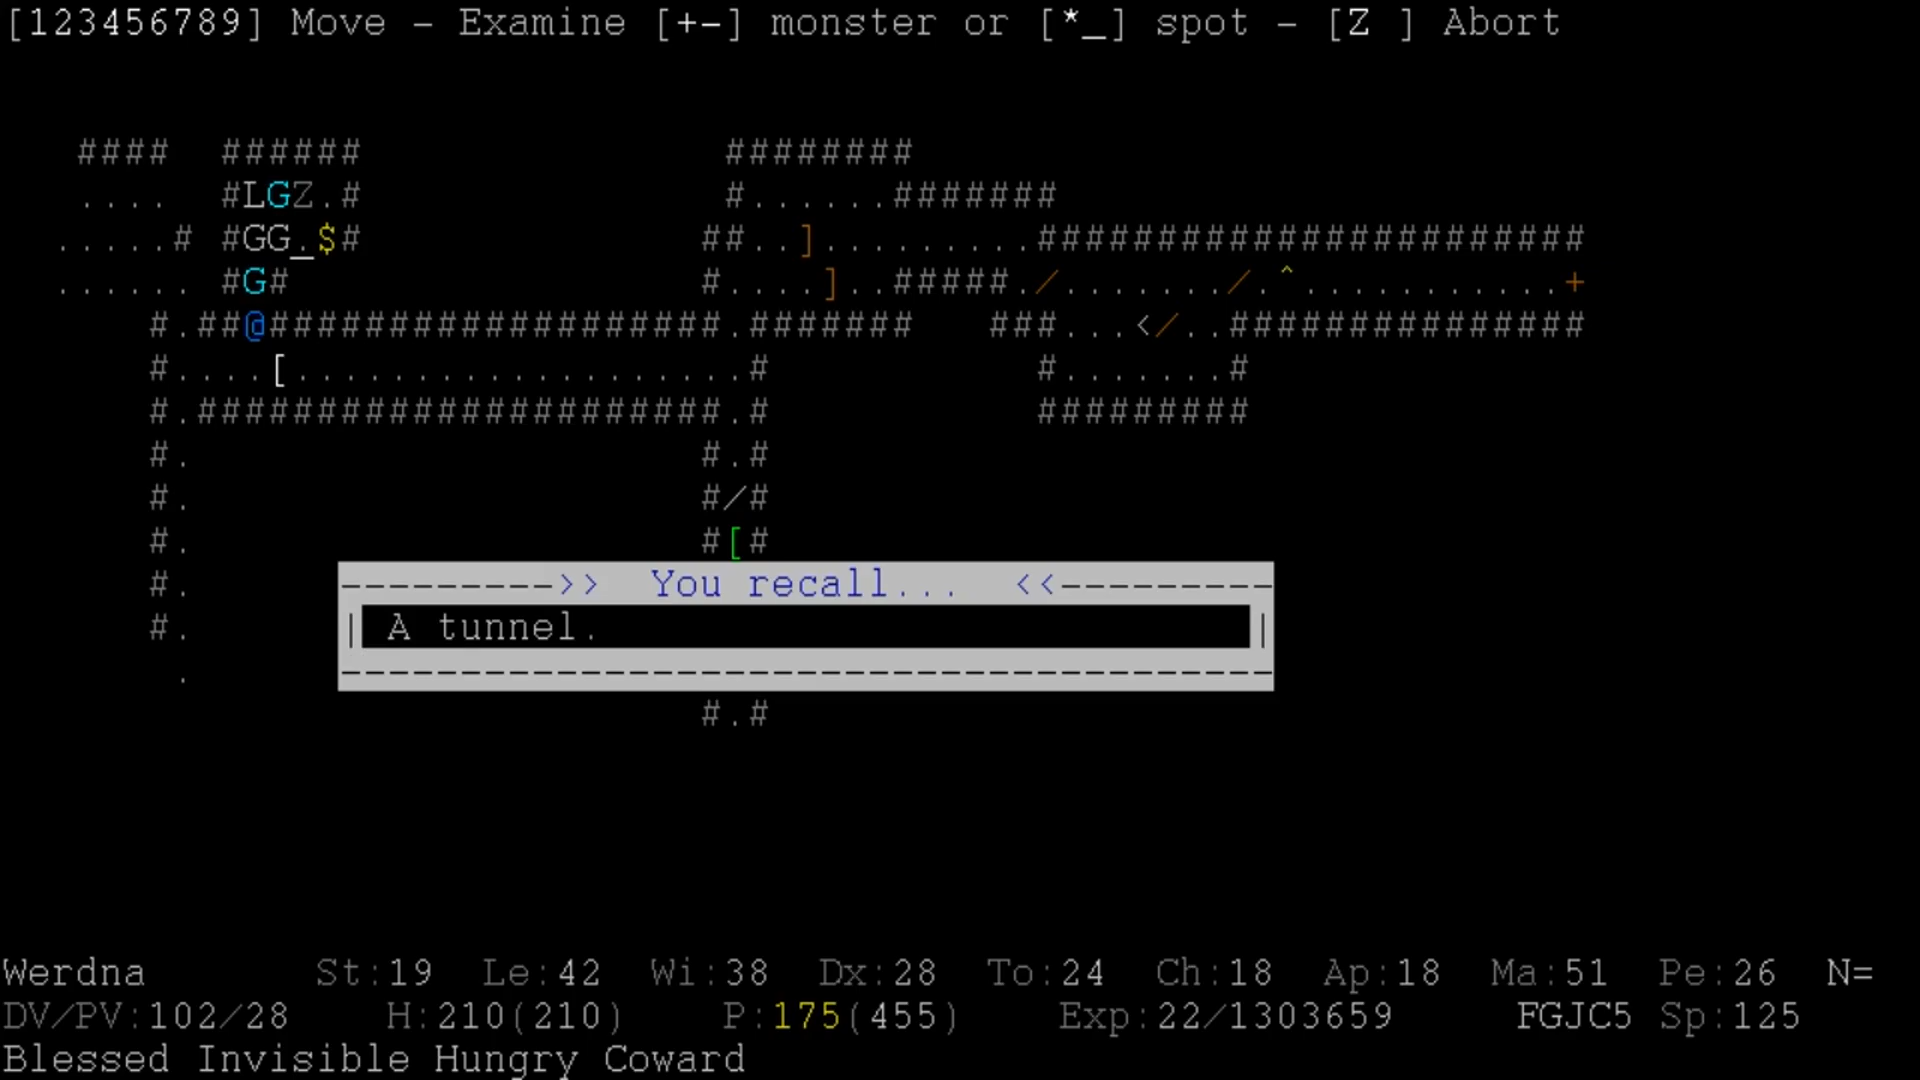 [123456789] Move - Examine [+-] monster or [*_] spot - [Z ] Abort
####  ######               ########
....  #LGZ.#               #......#######
.....# #GG_$#              ##..].........#######################
...... #G#                 #....]..#####./......./.^...........+
#.##@###################.#######   ###...</..###############
#....[..................#           #.......#
#.######################.#           #########
#.                      #.#
#.                      #/#
#.                      #[#
#.
--------->>  You recall...  <<---------
#.
| A tunnel. |
.
#.#
Werdna       St:19  Le:42  Wi:38  Dx:28  To:24  Ch:18  Ap:18  Ma:51  Pe:26  N=
DV/PV:102/28    H:210(210)    P:175(455)    Exp:22/1303659     FGJC5 Sp:125
Blessed Invisible Hungry Coward